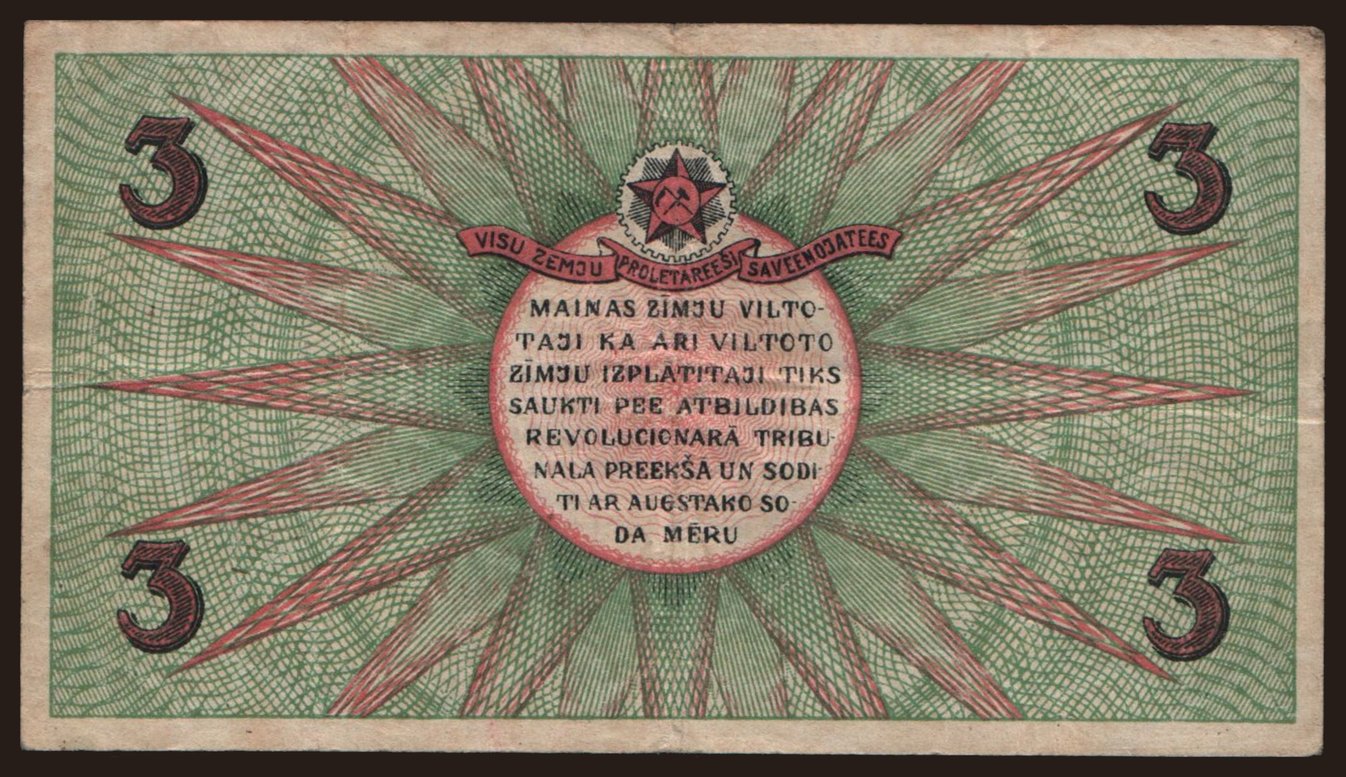 3 3
VISU ZEMJU PROLETAREEŠI SAVEENOJATEES
MAIŅAS ZĪMJU VILTO-
TAJI KA ARI VILTOTO
ZĪMJU IZPLĀTITAJI TIKS
SAUKTI PEE ATBILDIBAS
REVOLUCIONARĀ TRIBU-
NALA PREEKŠĀ UN SODI-
TI AR AUGSTAKO SO-
DA MĒRU
3 3